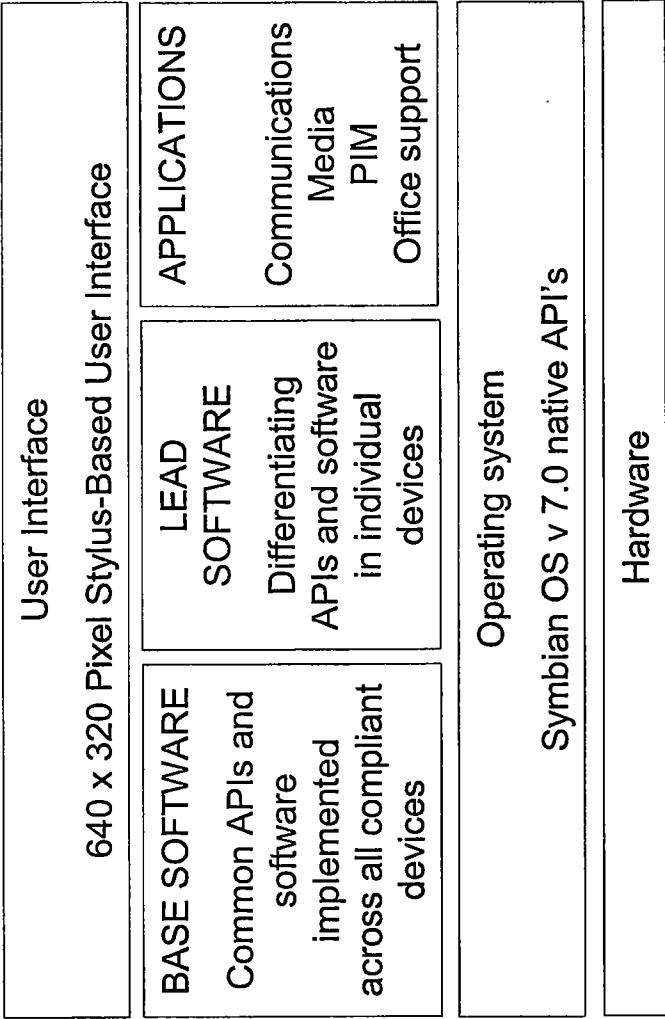 User Interface
640 x 320 Pixel Stylus-Based User Interface
BASE SOFTWARE
Common APIs and
software
implemented
across all compliant
devices
LEAD
SOFTWARE
Differentiating
APIs and software
in individual
devices
APPLICATIONS
Communications
Media
PIM
Office support
Operating system
Symbian OS v 7.0 native API's
Hardware